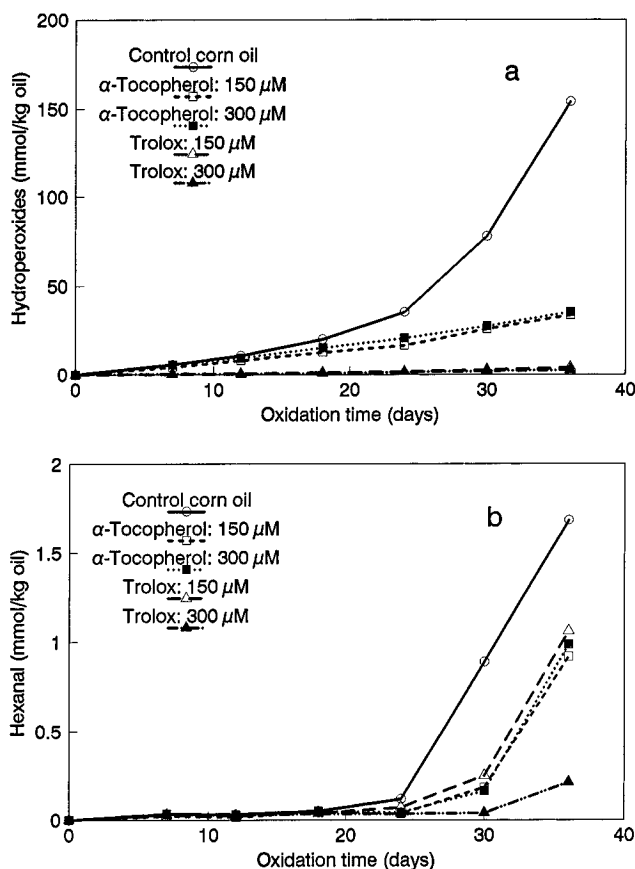 200
150
100
50
0
0
10
20
30
40
Hydroperoxides (mmol/kg oil)
Oxidation time (days)
Control corn oil
α-Tocopherol: 150 μM
α-Tocopherol: 300 μM
Trolox: 150 μM
Trolox: 300 μM
a
2
1.5
1
0.5
0
0
10
20
30
40
Hexanal (mmol/kg oil)
Oxidation time (days)
Control corn oil
α-Tocopherol: 150 μM
α-Tocopherol: 300 μM
Trolox: 150 μM
Trolox: 300 μM
b